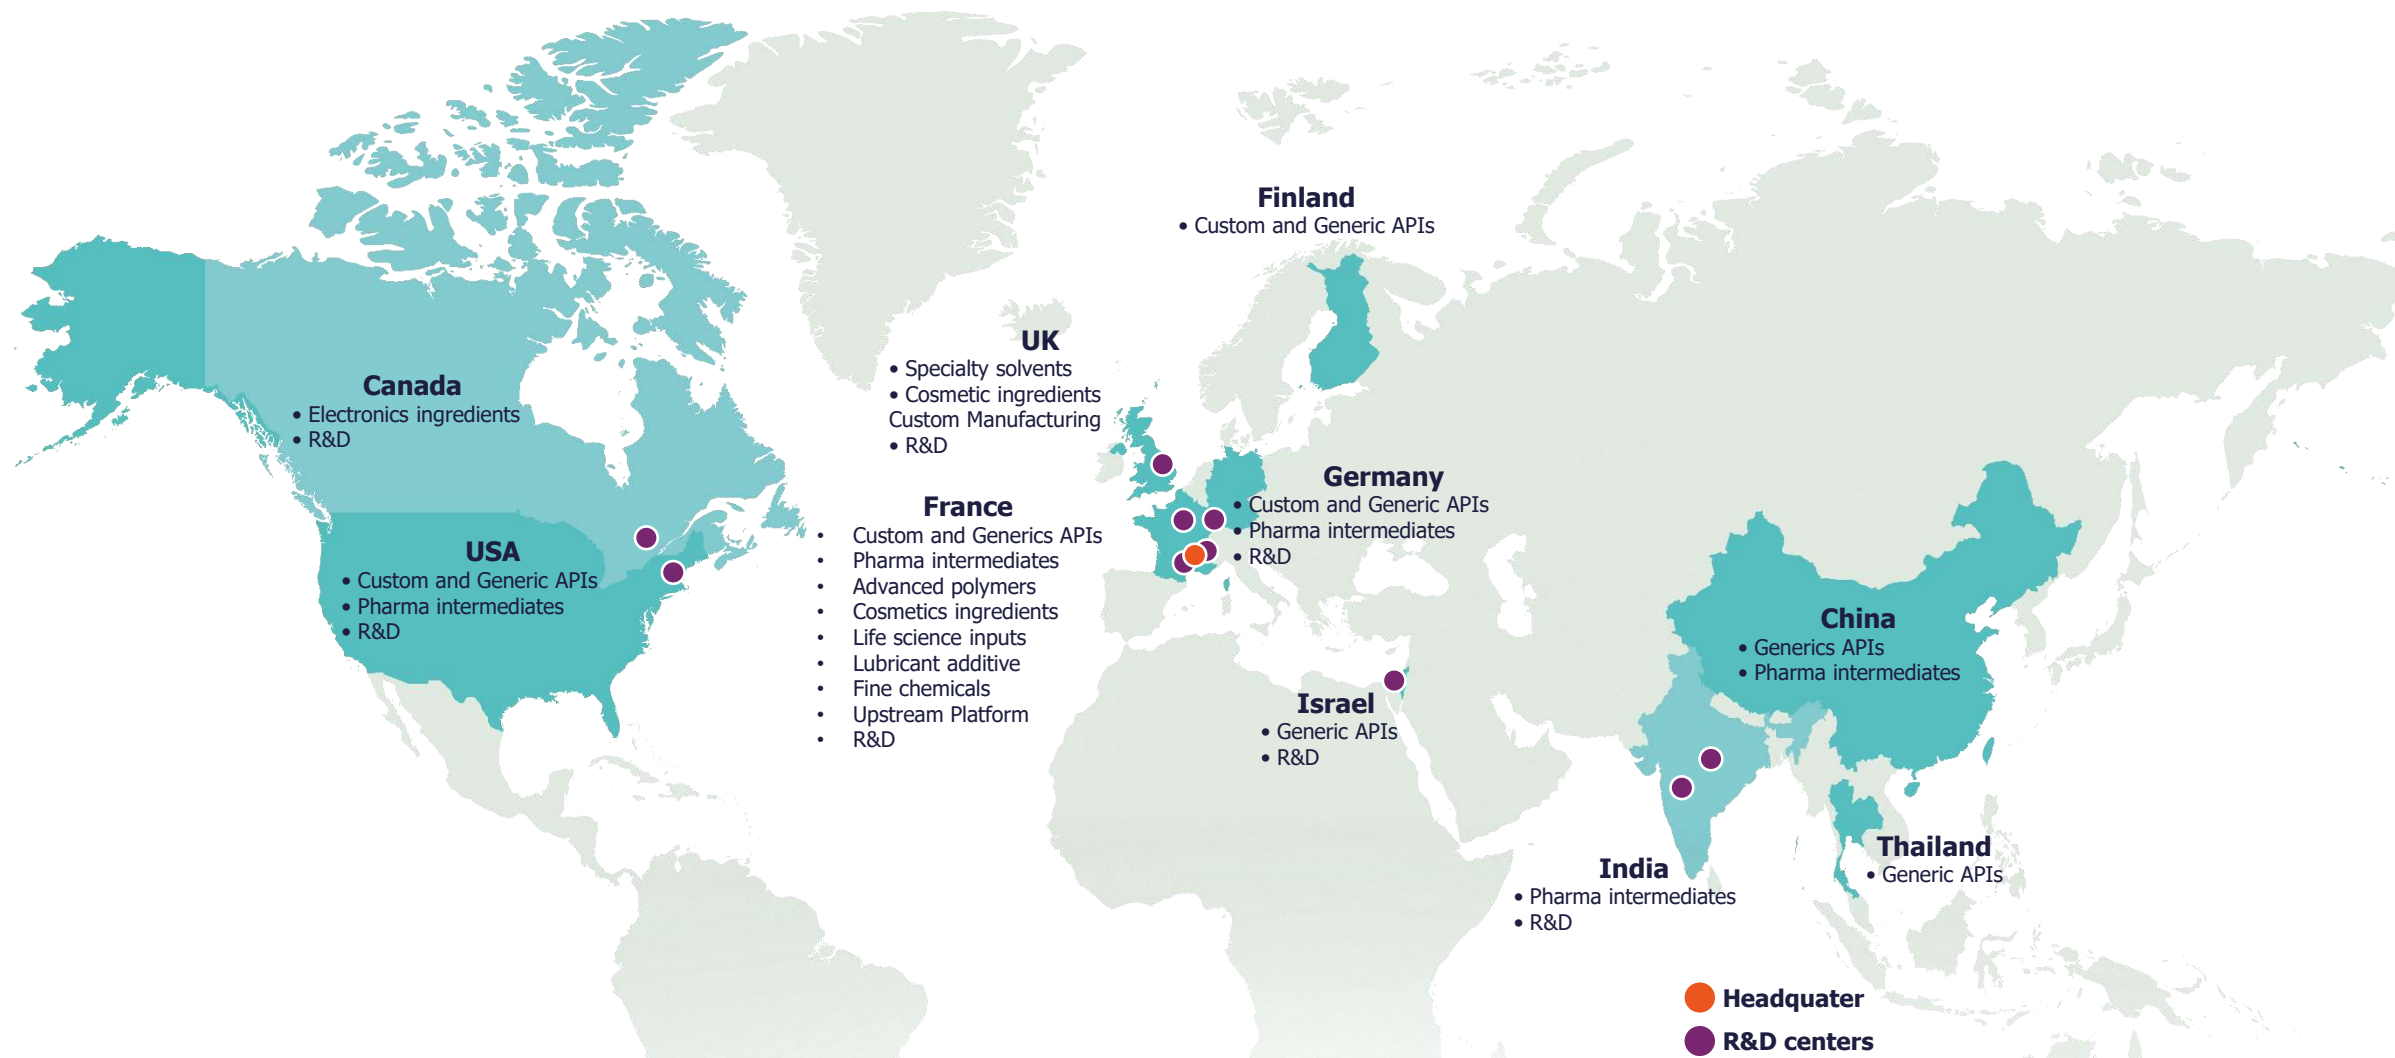 Finland
• Custom and Generic APIs
UK
• Specialty solvents
• Cosmetic ingredients
Custom Manufacturing
• R&D
Canada
• Electronics ingredients
• R&D
Germany
• Custom and Generic APIs
• Pharma intermediates
• R&D
France
• Custom and Generics APIs
• Pharma intermediates
• Advanced polymers
• Cosmetics ingredients
• Life science inputs
• Lubricant additive
• Fine chemicals
• Upstream Platform
• R&D
USA
• Custom and Generic APIs
• Pharma intermediates
• R&D
China
• Generics APIs
• Pharma intermediates
Israel
• Generic APIs
• R&D
Thailand
• Generic APIs
India
• Pharma intermediates
• R&D
Headquater
R&D centers